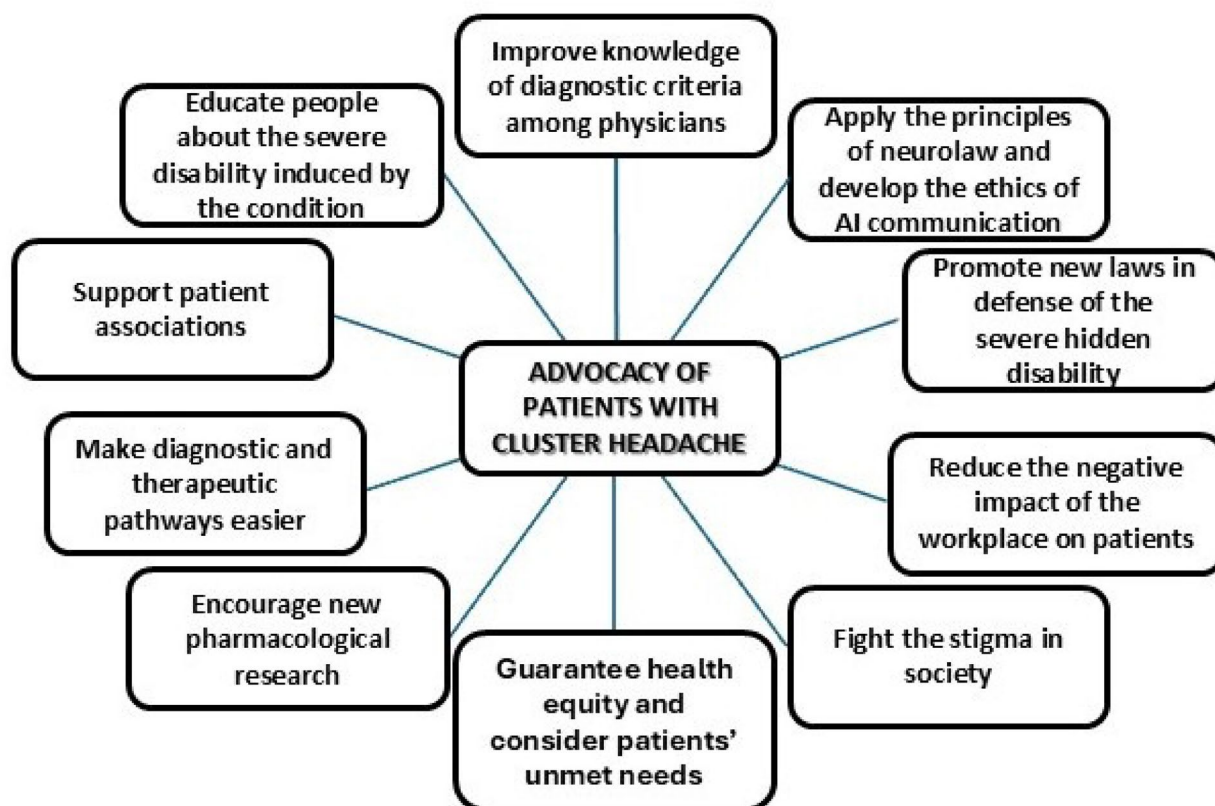 Improve knowledge
of diagnostic criteria
among physicians
Educate people
about the severe
disability induced by
the condition
Apply the principles
of neurolaw and
develop the ethics of
AI communication
Support patient
associations
Promote new laws in
defense of the
severe hidden
disability
ADVOCACY OF
PATIENTS WITH
CLUSTER HEADACHE
Make diagnostic and
therapeutic
pathways easier
Reduce the negative
impact of the
workplace on patients
Encourage new
pharmacological
research
Guarantee health
equity and
consider patients’
unmet needs
Fight the stigma in
society